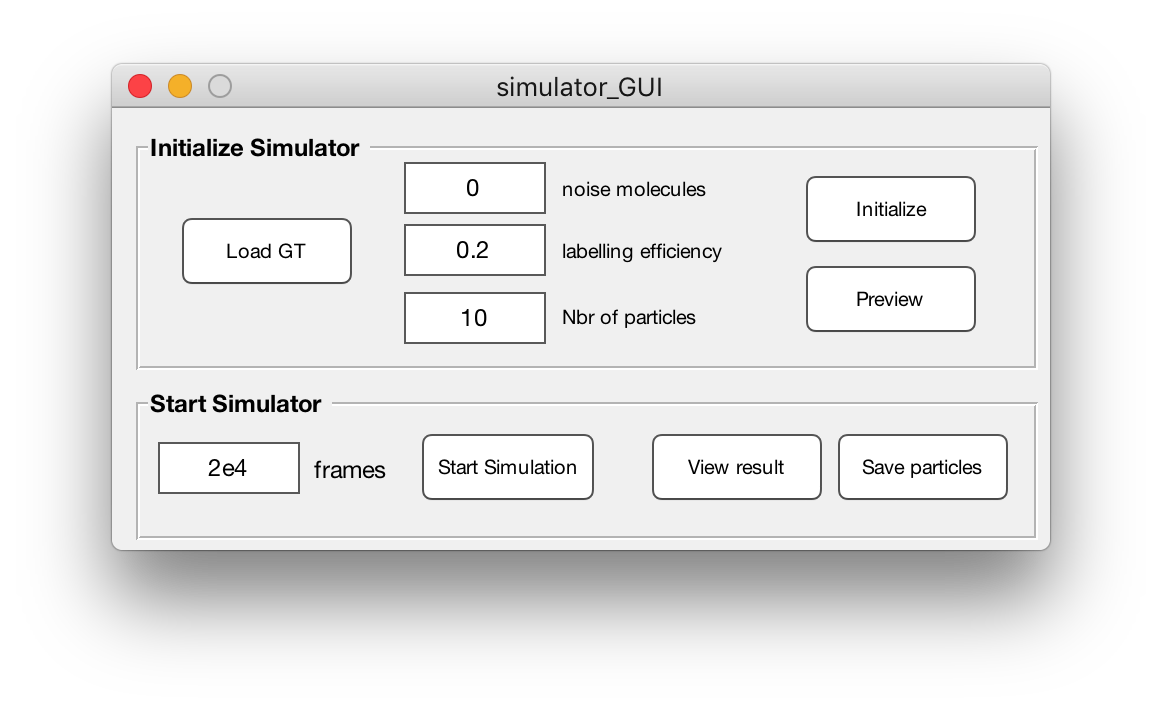 simulator_GUI
Initialize Simulator
0 noise molecules
Initialize
Load GT
0.2 labelling efficiency
Preview
10 Nbr of particles
Start Simulator
2e4 frames Start Simulation View result Save particles